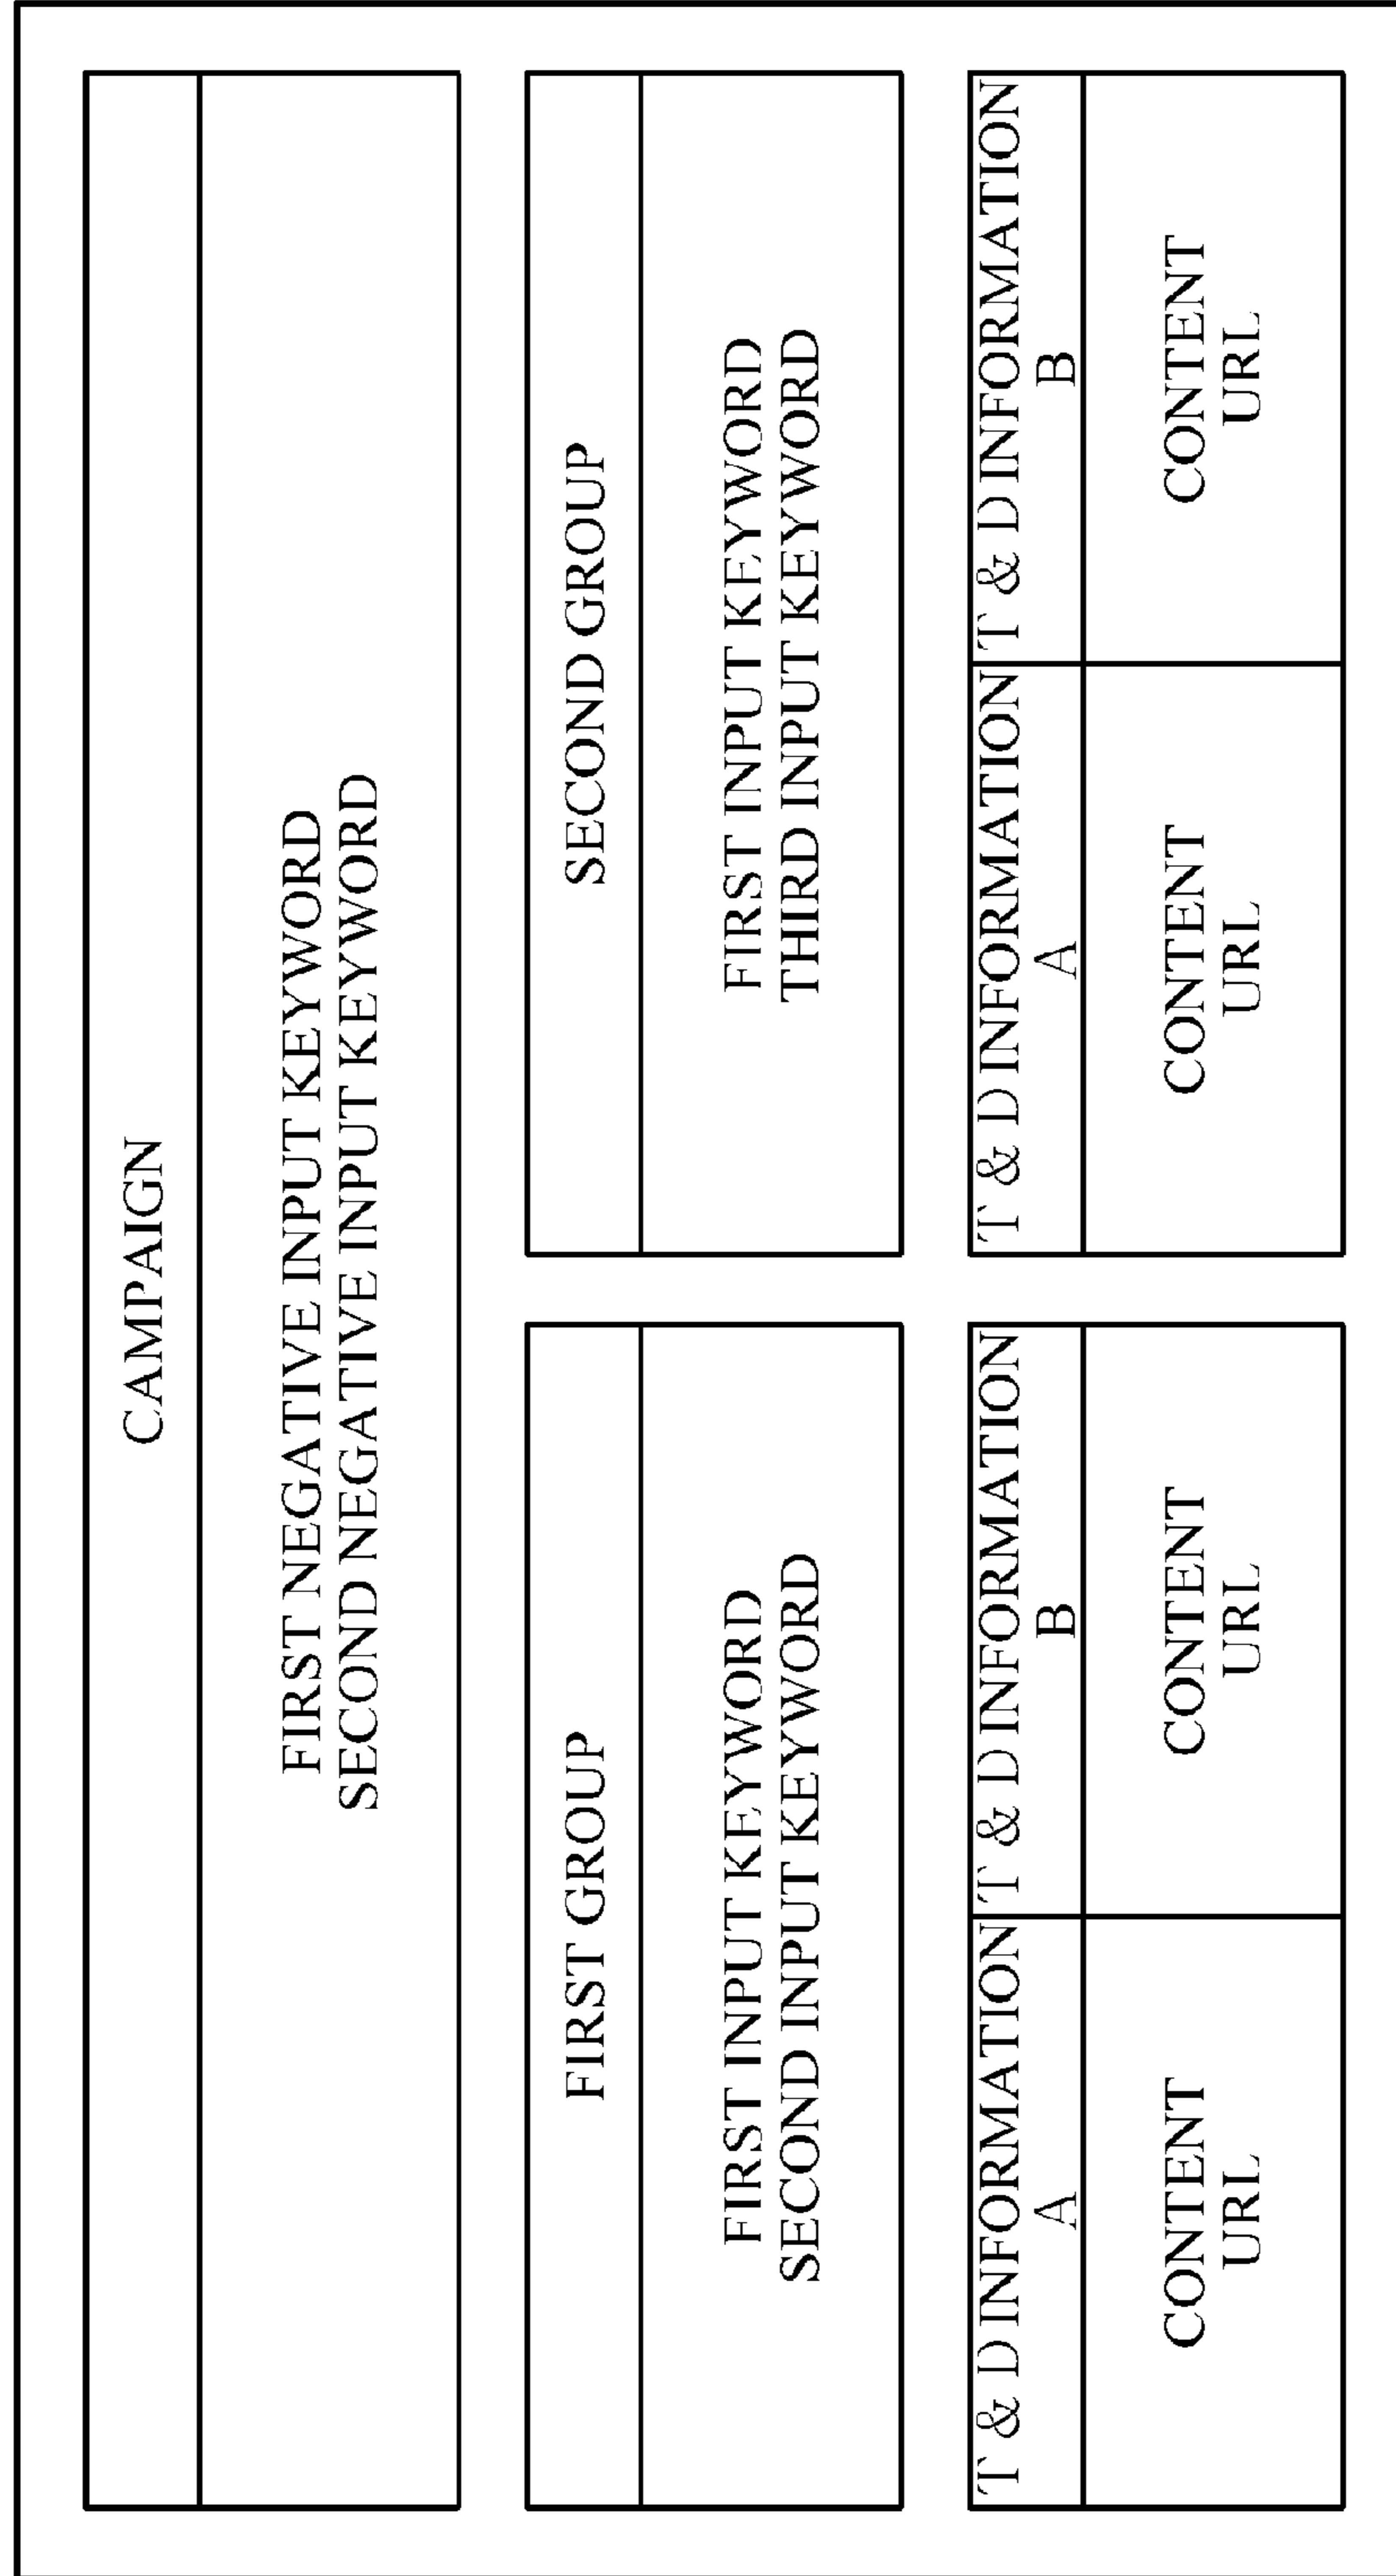 CAMPAIGN
FIRST NEGATIVE INPUT KEYWORD
SECOND NEGATIVE INPUT KEYWORD
FIRST GROUP
FIRST INPUT KEYWORD
SECOND INPUT KEYWORD
SECOND GROUP
FIRST INPUT KEYWORD
THIRD INPUT KEYWORD
T & D INFORMATION
A
CONTENT
URL
T & D INFORMATION
B
CONTENT
URL
T & D INFORMATION
A
CONTENT
URL
T & D INFORMATION
B
CONTENT
URL